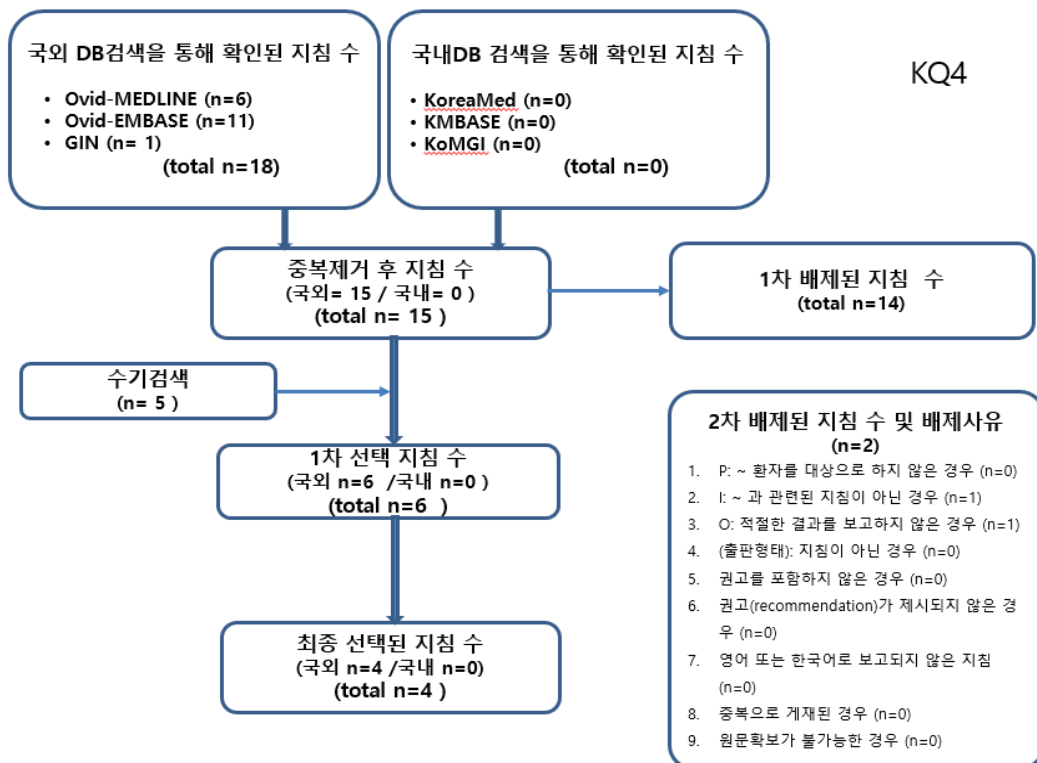 국외 DB검색을 통해 확인된 지침 수
• Ovid-MEDLINE (n=6)
• Ovid-EMBASE (n=11)
• GIN (n= 1)
(total n=18)
국내DB 검색을 통해 확인된 지침 수
• KoreaMed (n=0)
• KMBASE (n=0)
• KoMGI (n=0)
(total n=0)
KQ4
중복제거 후 지침 수
(국외= 15 / 국내= 0 )
(total n= 15 )
1차 배제된 지침 수
(total n=14)
수기검색
(n= 5 )
1차 선택 지침 수
(국외 n=6 /국내 n=0 )
(total n=6 )
2차 배제된 지침 수 및 배제사유
(n=2)
1. P: ~ 환자를 대상으로 하지 않은 경우 (n=0)
2. I: ~ 과 관련된 지침이 아닌 경우 (n=1)
3. O: 적절한 결과를 보고하지 않은 경우 (n=1)
4. (출판형태): 지침이 아닌 경우 (n=0)
5. 권고를 포함하지 않은 경우 (n=0)
6. 권고(recommendation)가 제시되지 않은 경
우 (n=0)
7. 영어 또는 한국어로 보고되지 않은 지침
(n=0)
8. 중복으로 게재된 경우 (n=0)
9. 원문확보가 불가능한 경우 (n=0)
최종 선택된 지침 수
(국외 n=4 /국내 n=0)
(total n=4 )